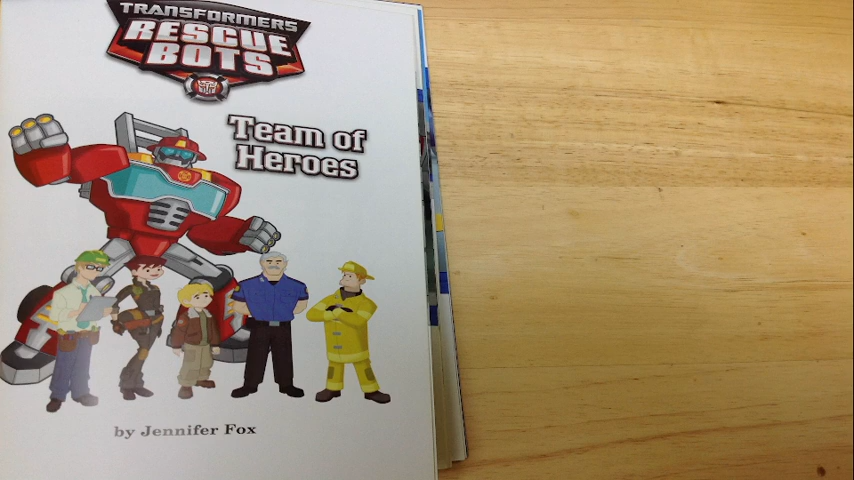 TRANSFORMERS
RESCUE
BOTS
Team of
Heroes
by Jennifer Fox